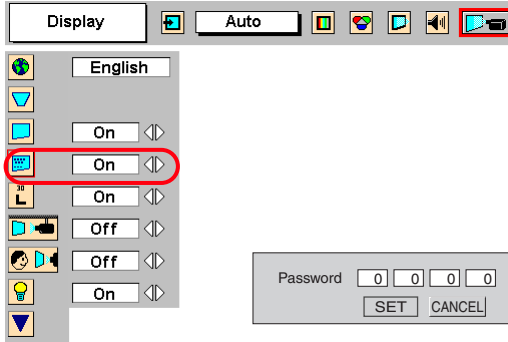 Display Auto
English
On
On
30
L
On
Off
Off
On
Password 0 0 0 0
SET CANCEL